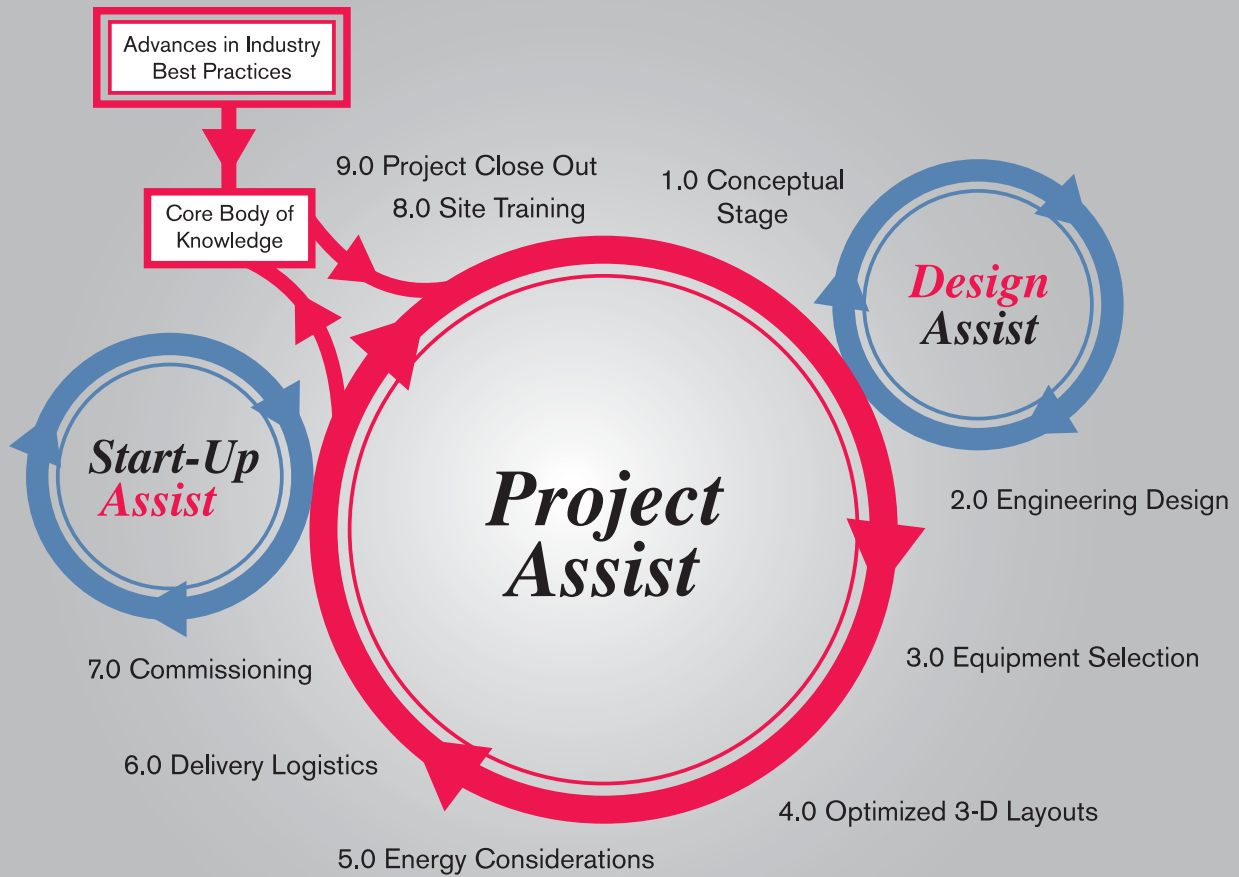 Advances in Industry
Best Practices
Core Body of
Knowledge
9.0 Project Close Out
8.0 Site Training
1.0 Conceptual
Stage
Design
Assist
2.0 Engineering Design
3.0 Equipment Selection
4.0 Optimized 3-D Layouts
5.0 Energy Considerations
6.0 Delivery Logistics
7.0 Commissioning
Start-Up
Assist
Project
Assist